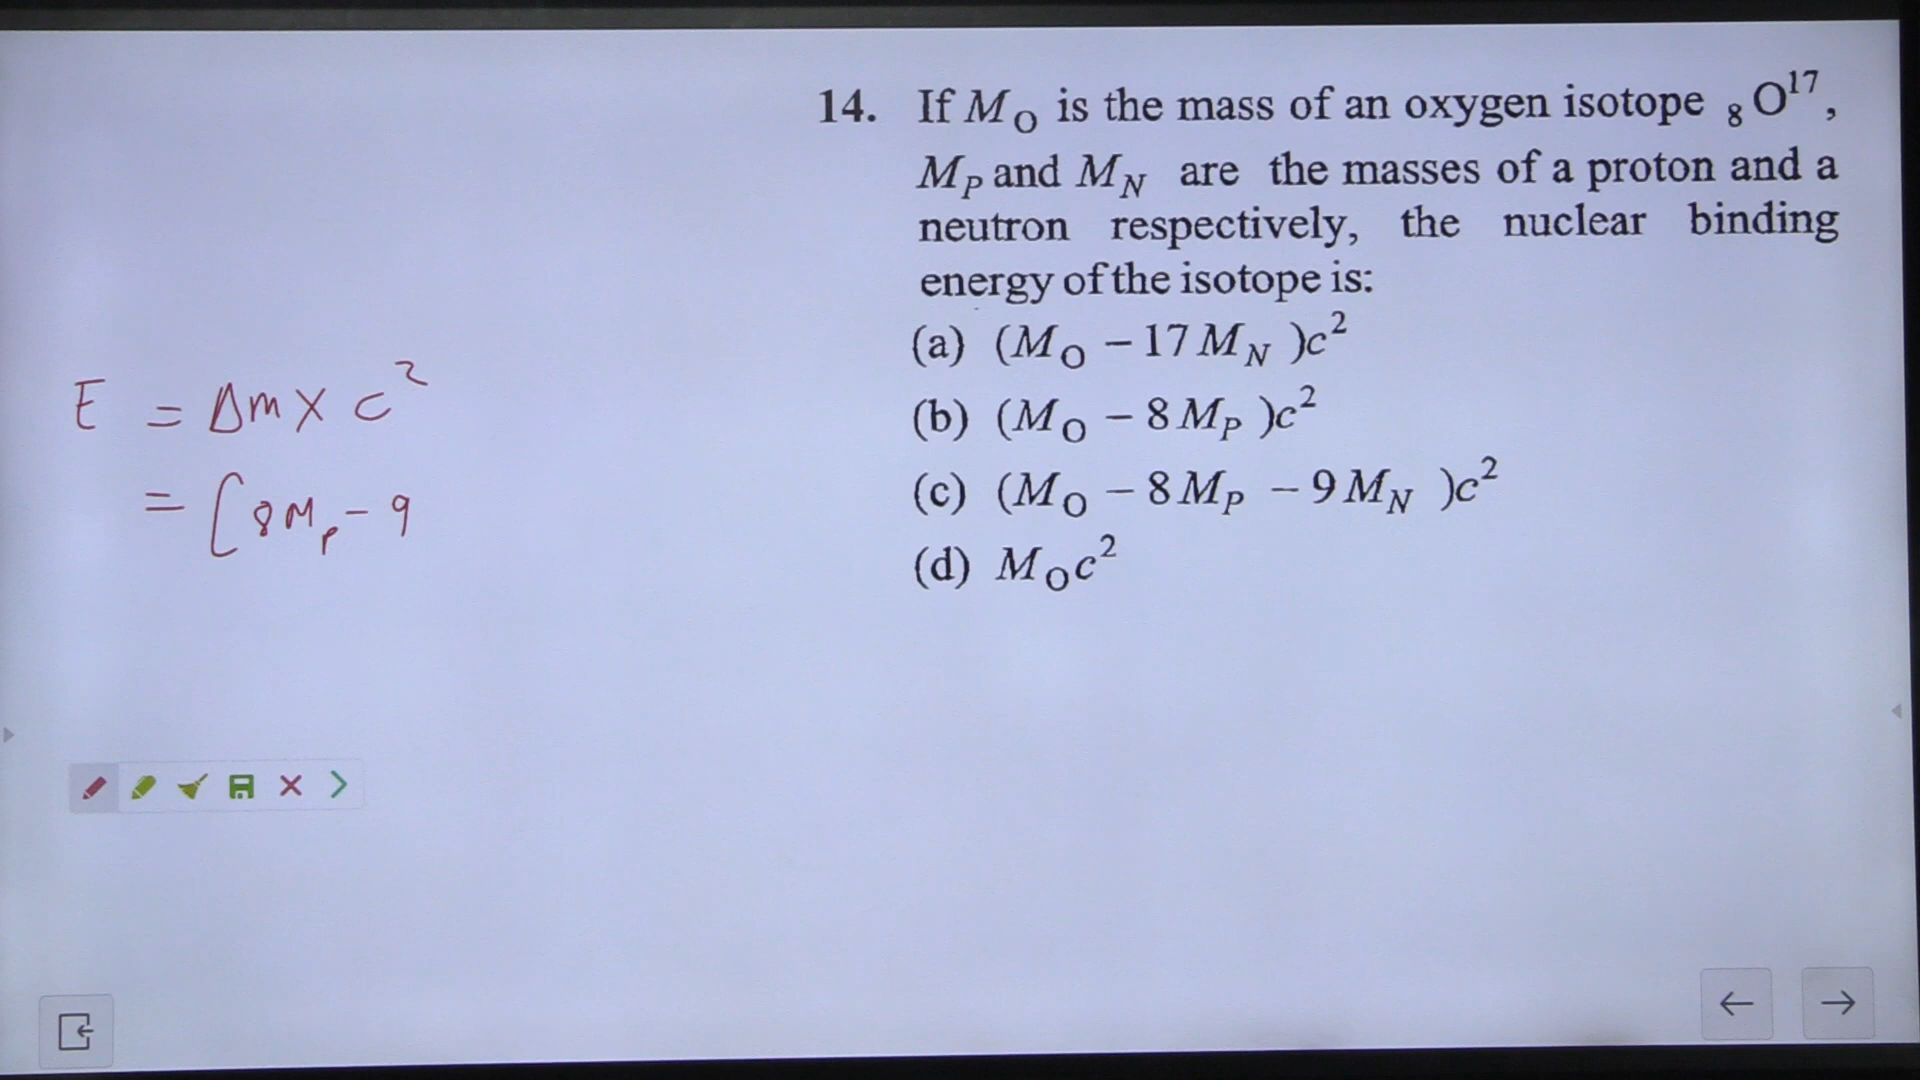 14. If M_O is the mass of an oxygen isotope ₈O¹⁷,
M_P and M_N are the masses of a proton and a
neutron respectively, the nuclear binding
energy of the isotope is:
(a) (M_O – 17 M_N )c²
(b) (M_O – 8 M_P )c²
(c) (M_O – 8 M_P – 9 M_N )c²
(d) M_O c²
E = Δm x c²
= [8M_p - 9